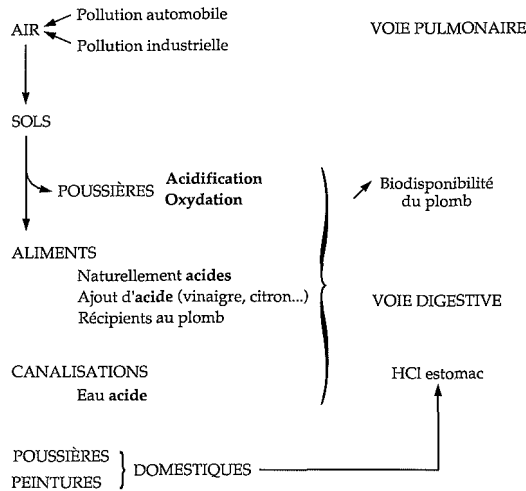 Pollution automobile
AIR
Pollution industrielle
VOIE PULMONAIRE
SOLS
POUSSIÈRES
Acidification
Oxydation
Biodisponibilité
du plomb
ALIMENTS
Naturellement acides
Ajout d'acide (vinaigre, citron...)
Récipients au plomb
VOIE DIGESTIVE
CANALISATIONS
Eau acide
HCl estomac
POUSSIÈRES
PEINTURES
DOMESTIQUES